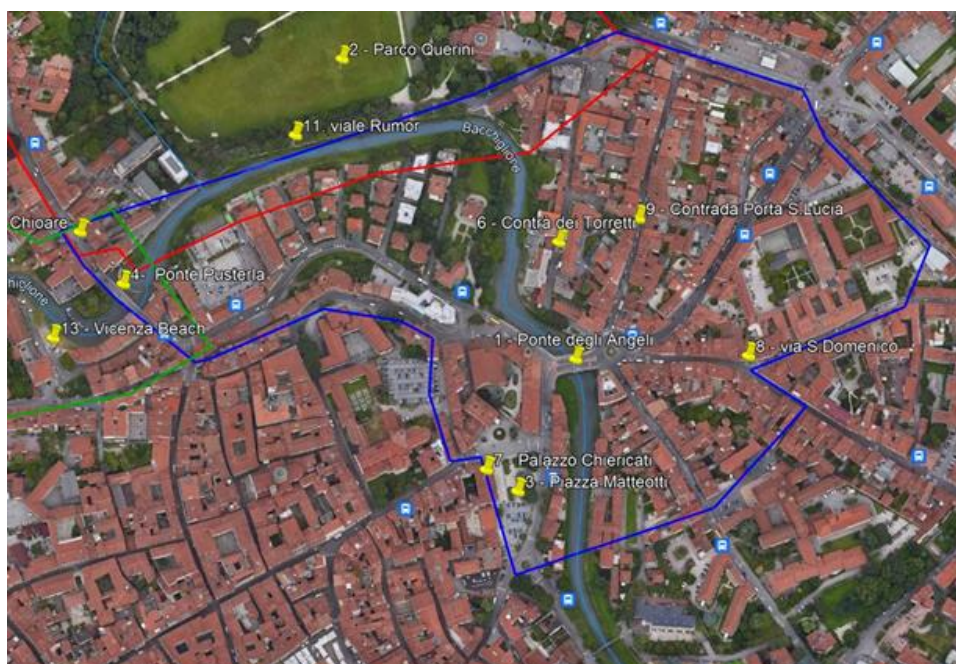 2 - Parco Querini
11. viale Rumor
Bacchiglione
9 - Contrada Porta S.Lucia
6 - Contra dei Torretti
Chioare
4 - Ponte Pusterla
higlione
13 - Vicenza Beach
1 - Ponte degli Angeli
8 - via S.Domenico
7 - Palazzo Chiericati
3 - Piazza Matteotti